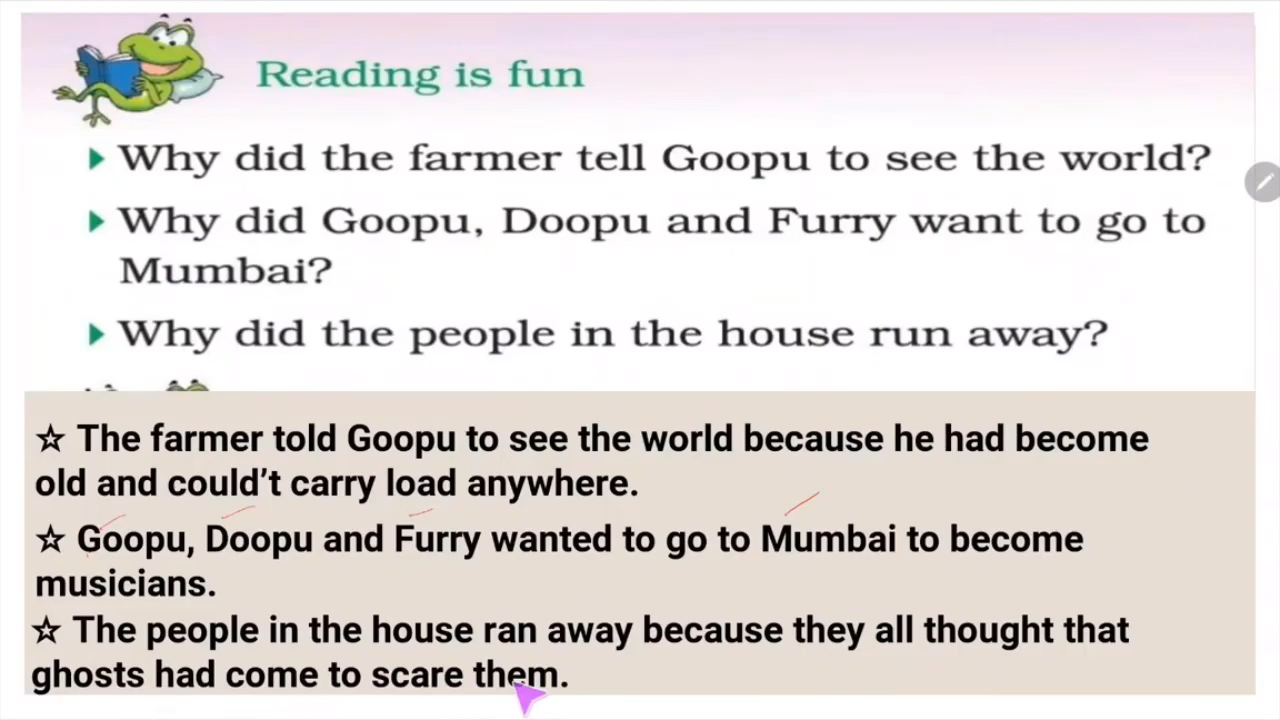 Reading is fun
Why did the farmer tell Goopu to see the world?
Why did Goopu, Doopu and Furry want to go to
Mumbai?
Why did the people in the house run away?
☆ The farmer told Goopu to see the world because he had become
old and could’t carry load anywhere.
☆ Goopu, Doopu and Furry wanted to go to Mumbai to become
musicians.
☆ The people in the house ran away because they all thought that
ghosts had come to scare them.